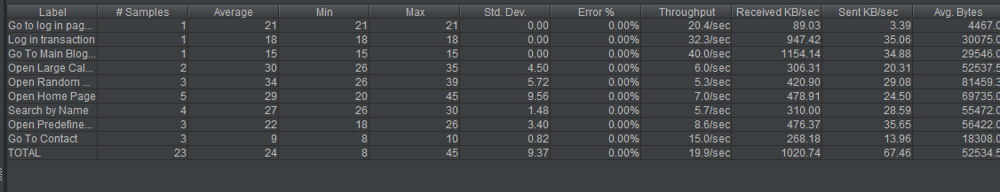 Label # Samples Average Min Max Std. Dev. Error % Throughput Received KB/sec Sent KB/sec Avg. Bytes
Go to log in pag... 1 21 21 21 0.00 0.00% 20.4/sec 89.03 3.39 4467.0
Log in transaction 1 18 18 18 0.00 0.00% 32.3/sec 947.42 35.06 30075.0
Go To Main Blog... 1 15 15 15 0.00 0.00% 40.0/sec 1154.14 34.88 29546.0
Open Large Cal... 2 30 26 35 4.50 0.00% 6.0/sec 306.31 20.31 52537.5
Open Random ... 3 34 26 39 5.72 0.00% 5.3/sec 420.90 29.08 81459.3
Open Home Page 5 29 20 45 9.56 0.00% 7.0/sec 478.91 24.50 69735.0
Search by Name 4 27 26 30 1.48 0.00% 5.7/sec 310.00 28.59 55472.0
Open Predefine... 3 22 18 26 3.40 0.00% 8.6/sec 476.37 35.65 56422.0
Go To Contact 3 9 8 10 0.82 0.00% 15.0/sec 268.18 13.96 18308.0
TOTAL 23 24 8 45 9.37 0.00% 19.9/sec 1020.74 67.46 52534.5